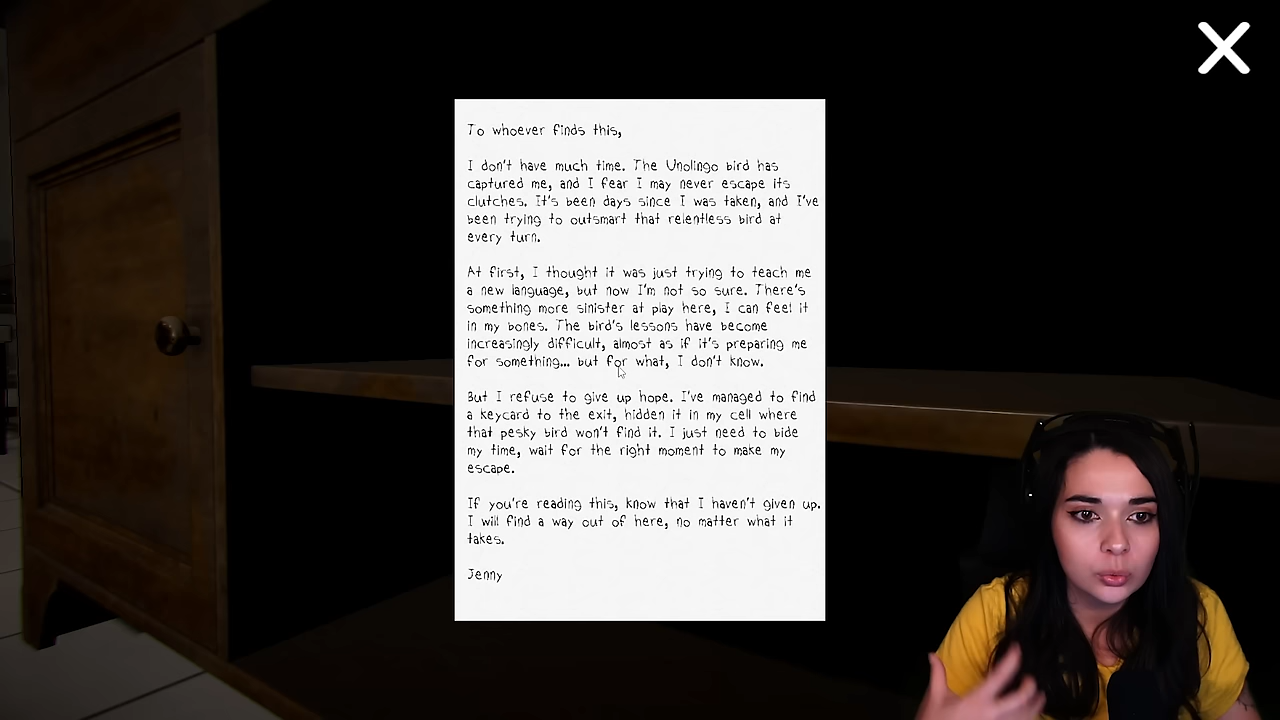 To whoever finds this,
I don't have much time. The Unolingo bird has
captured me, and I fear I may never escape its
clutches. It's been days since I was taken, and I've
been trying to outsmart that relentless bird at
every turn.
At first, I thought it was just trying to teach me
a new language, but now I'm not so sure. There's
something more sinister at play here, I can feel it
in my bones. The bird's lessons have become
increasingly difficult, almost as if it's preparing me
for something... but for what, I don't know.
But I refuse to give up hope. I've managed to find
a keycard to the exit, hidden it in my cell where
that pesky bird won't find it. I just need to bide
my time, wait for the right moment to make my
escape.
If you're reading this, know that I haven't given up.
I will find a way out of here, no matter what it
takes.
Jenny